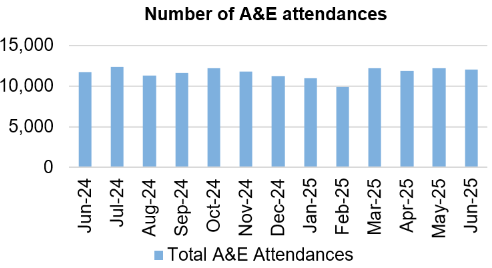 Number of A&E attendances
15,000
10,000
5,000
0
Jun-24
Jul-24
Aug-24
Sep-24
Oct-24
Nov-24
Dec-24
Jan-25
Feb-25
Mar-25
Apr-25
May-25
Jun-25
Total A&E Attendances